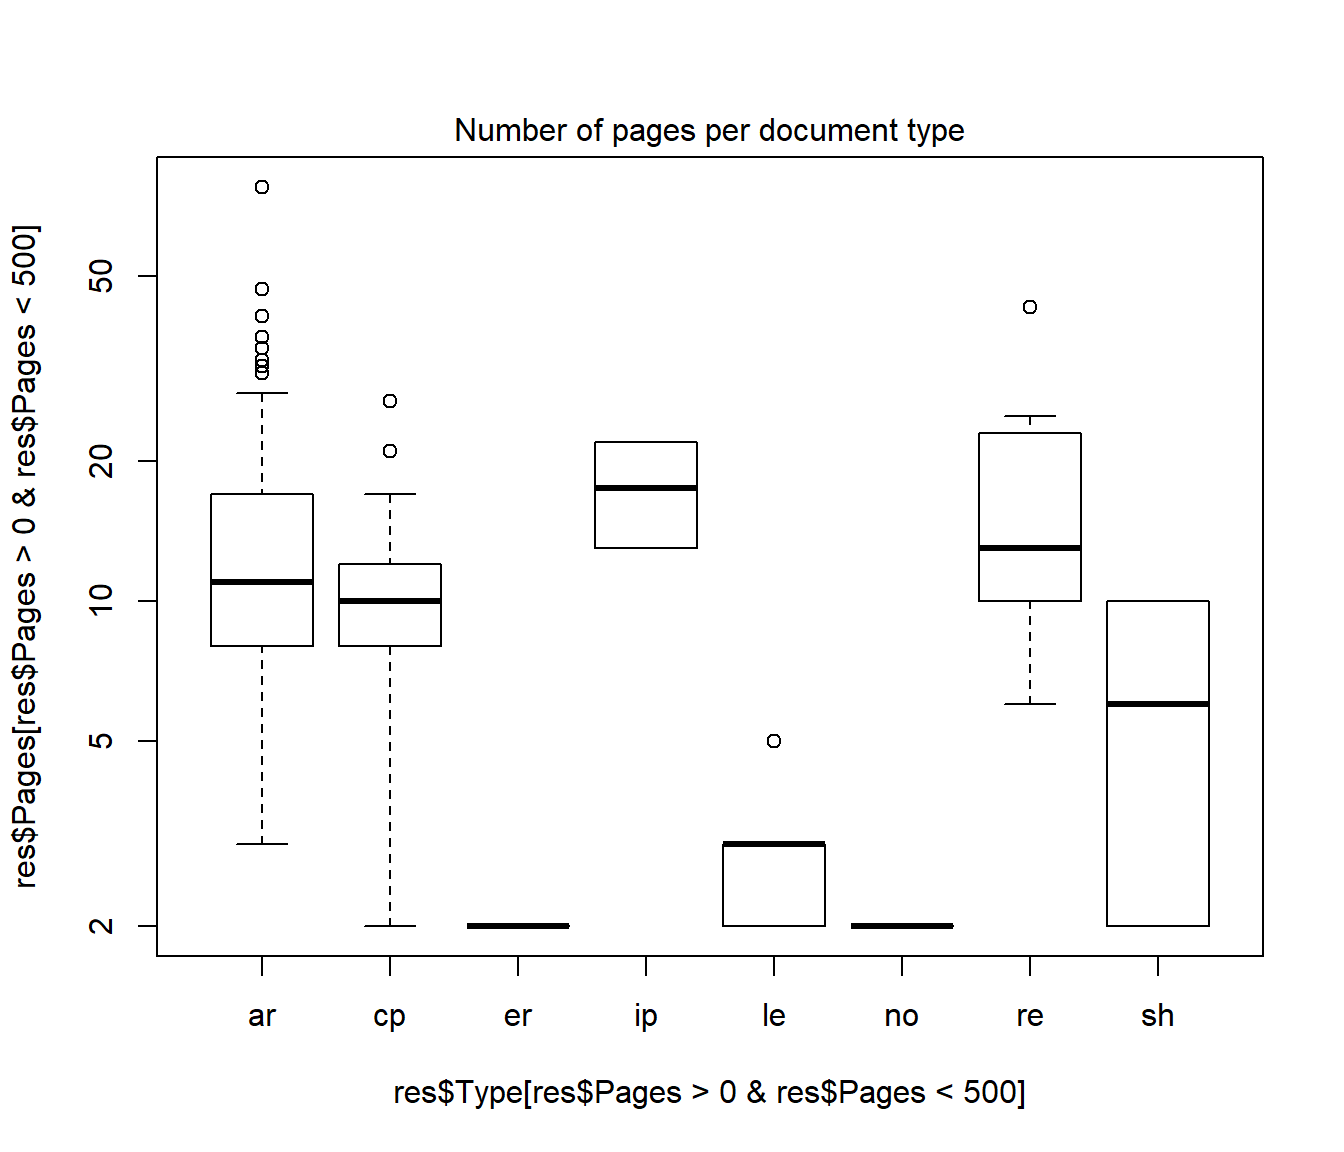 Number of pages per document type
res$Pages[res$Pages > 0 & res$Pages < 500]
50
20
10
5
2
ar cp er ip le no re sh
res$Type[res$Pages > 0 & res$Pages < 500]